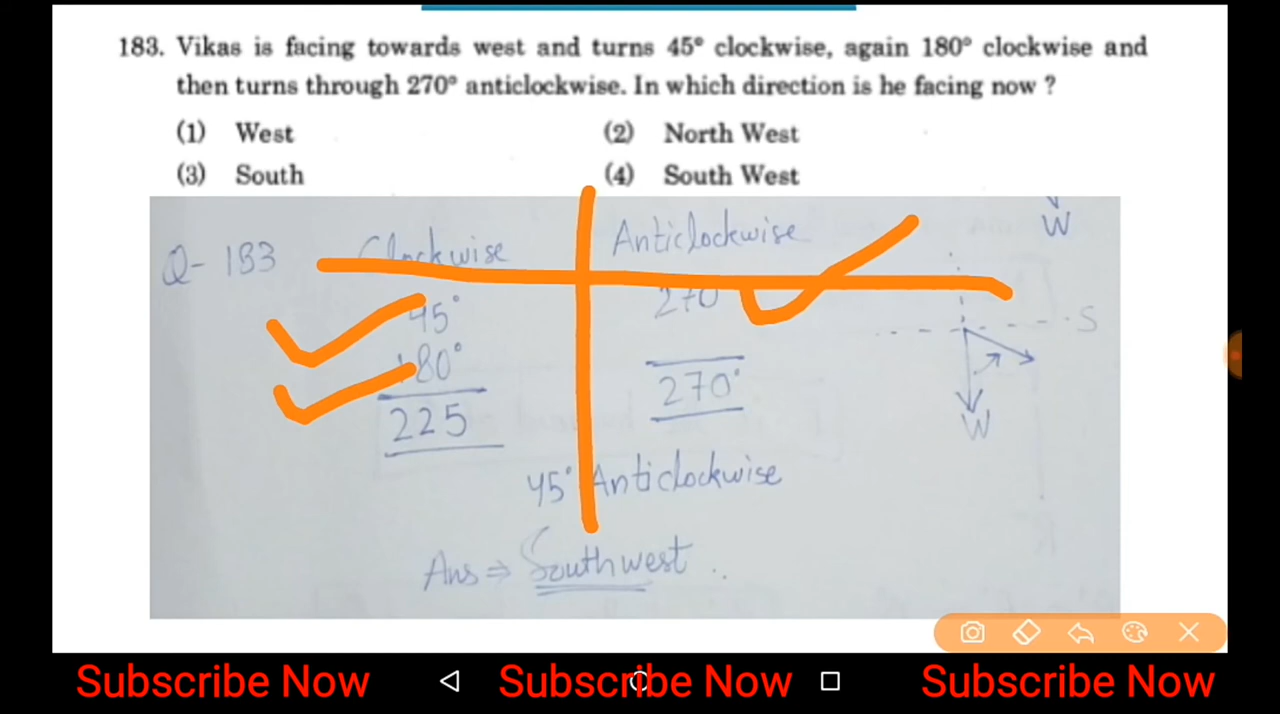 183. Vikas is facing towards west and turns 45° clockwise, again 180° clockwise and
then turns through 270° anticlockwise. In which direction is he facing now ?
(1) West
(2) North West
(3) South
(4) South West
W
Q-183 Clockwise Anticlockwise
45° 270
180° S
225 270°
W
45° Anticlockwise
Ans ⇒ Southwest.
Subscribe Now Subscribe Now Subscribe Now